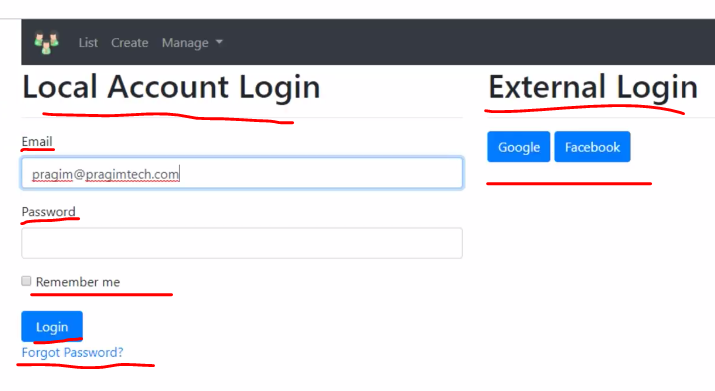 List Create Manage
Local Account Login
Email
pragim@pragimtech.com
Password
Remember me
Login
Forgot Password?
External Login
Google Facebook